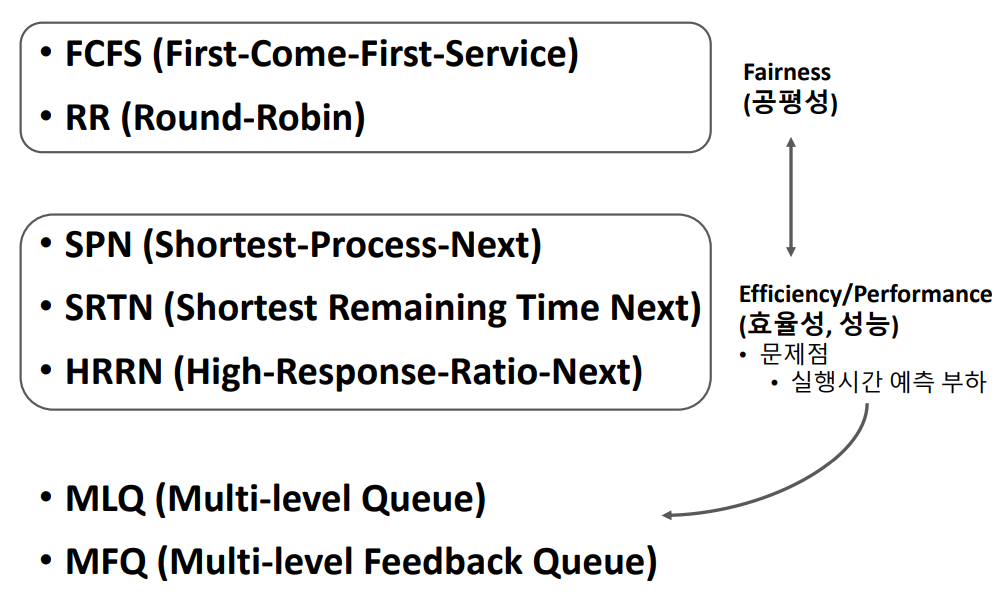 • FCFS (First-Come-First-Service)
• RR (Round-Robin)
Fairness
(공평성)
• SPN (Shortest-Process-Next)
• SRTN (Shortest Remaining Time Next)
• HRRN (High-Response-Ratio-Next)
Efficiency/Performance
(효율성, 성능)
• 문제점
• 실행시간 예측 부하
• MLQ (Multi-level Queue)
• MFQ (Multi-level Feedback Queue)